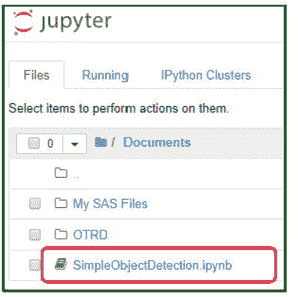 jupyter
Files Running IPython Clusters
Select items to perform actions on them.
0 / Documents
..
My SAS Files
OTRD
SimpleObjectDetection.ipynb